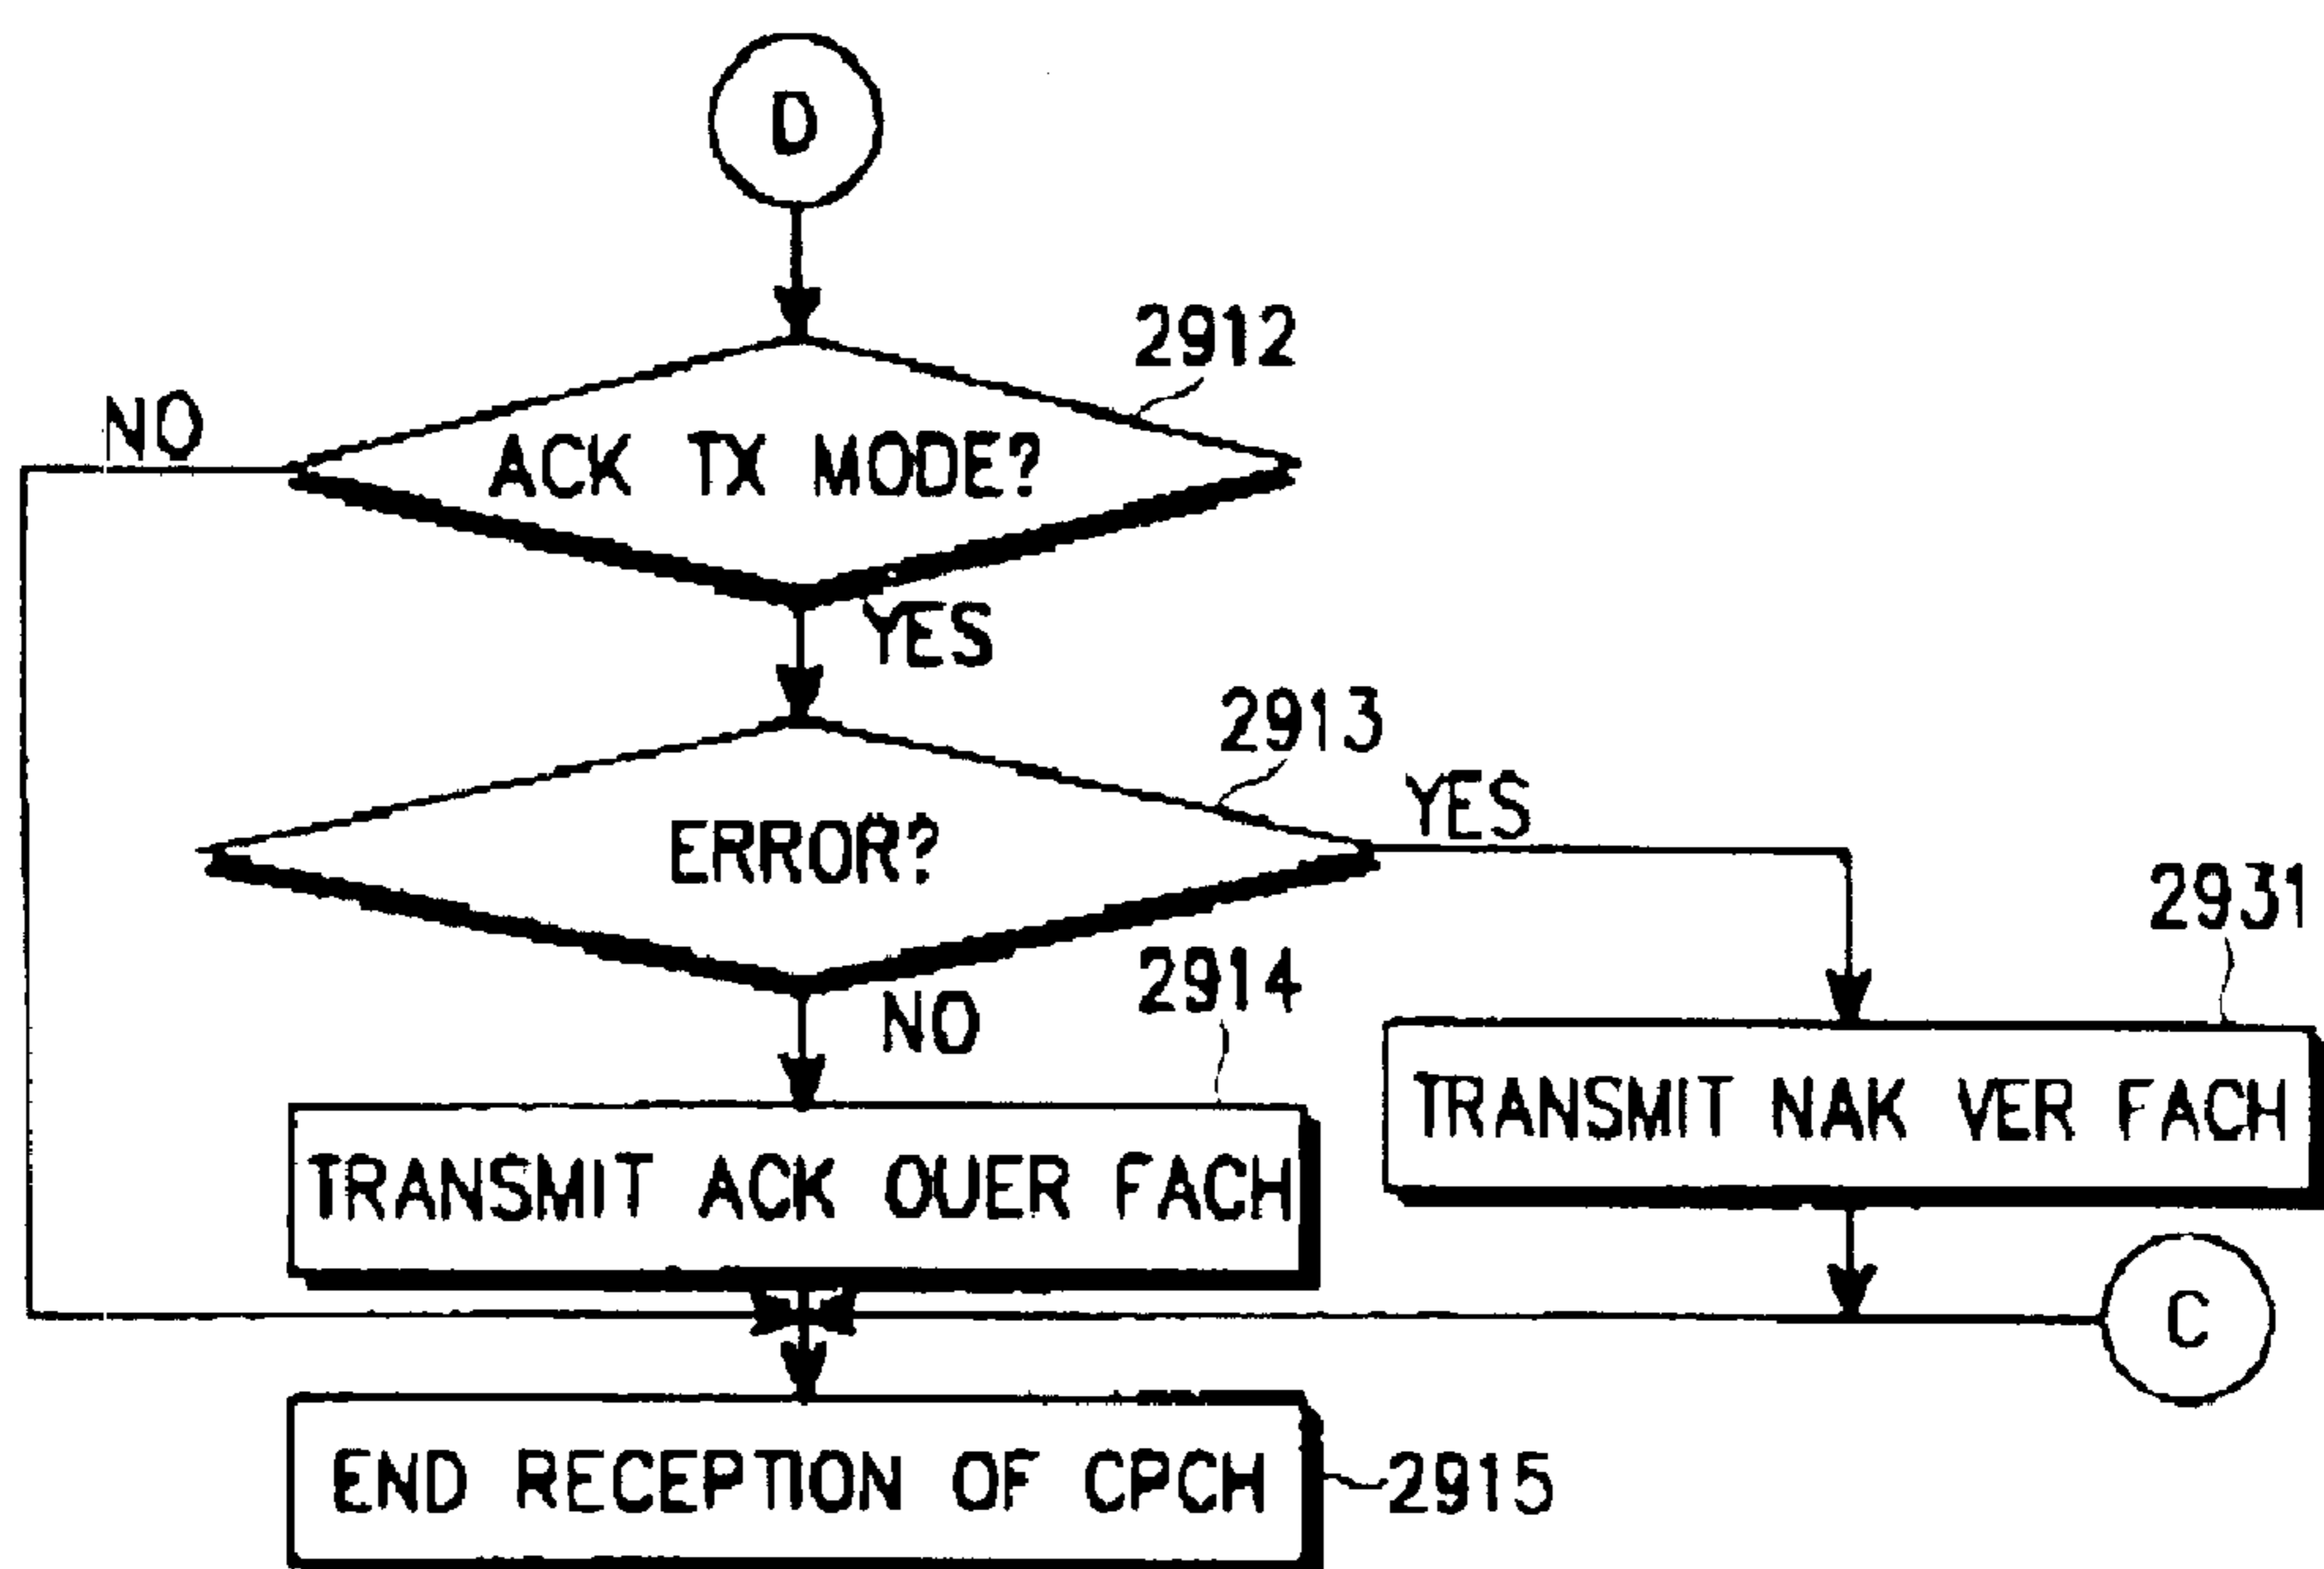 D
2912
NO
ACK TX MODE?
YES
2913
YES
ERROR?
2931
2914
NO
TRANSMIT NAK VER FACH
TRANSMIT ACK OUER FACH
C
END RECEPTION OF CPCH
2915